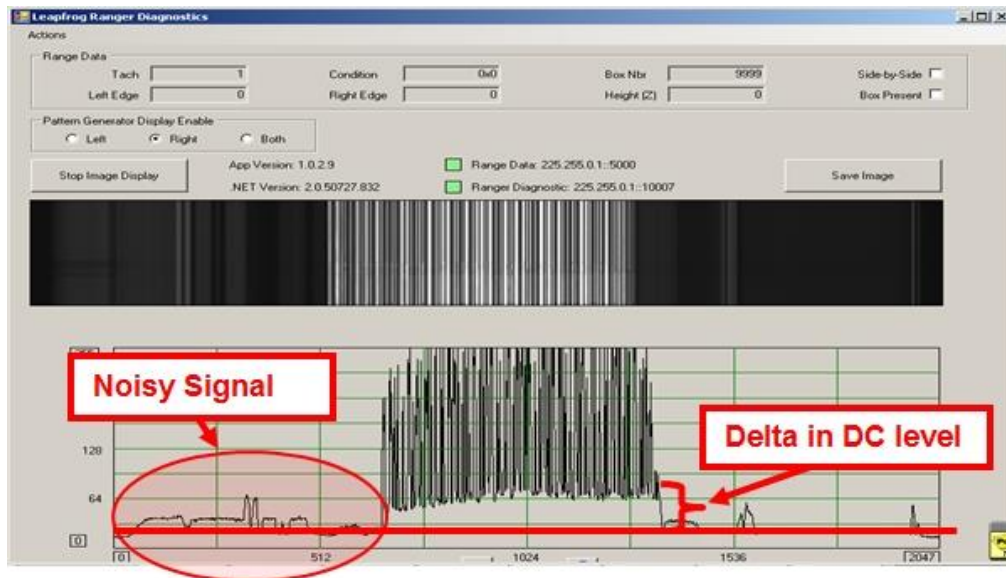 Leapfrog Ranger Diagnostics
Actions
Range Data
Tach 1 Condition 0x0 Box Nbr 9999 Side-by-Side
Left Edge 0 Right Edge 0 Height (Z) 0 Box Present
Pattern Generator Display Enable
Left Right Both
Stop Image Display
App Version: 1.0.2.9
.NET Version: 2.0.50727.832
Range Data: 225.255.0.1::5000
Ranger Diagnostic: 225.255.0.1::10007
Save Image
Noisy Signal
Delta in DC level
128
64
0
0 512 1024 1536 2047